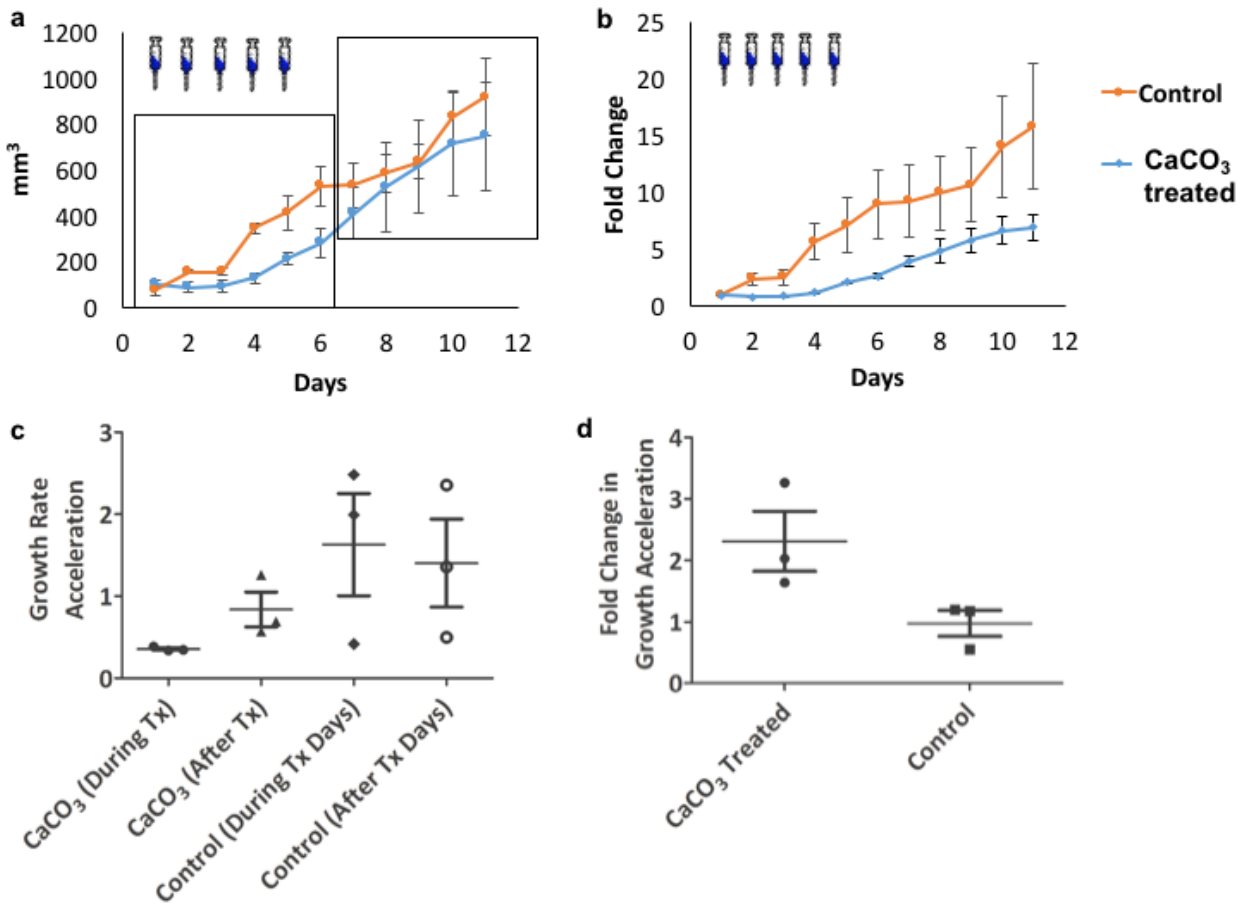 a
1200
1000
800
600
400
200
0
mm³
0 2 4 6 8 10 12
Days
b
25
20
15
10
5
0
Fold Change
0 2 4 6 8 10 12
Days
Control
CaCO₃
treated
c
3
2
1
0
Growth Rate
Acceleration
CaCO₃ (During Tx)
CaCO₃ (After Tx)
Control (During Tx Days)
Control (After Tx Days)
d
4
3
2
1
0
Fold Change in
Growth Acceleration
CaCO₃ Treated
Control